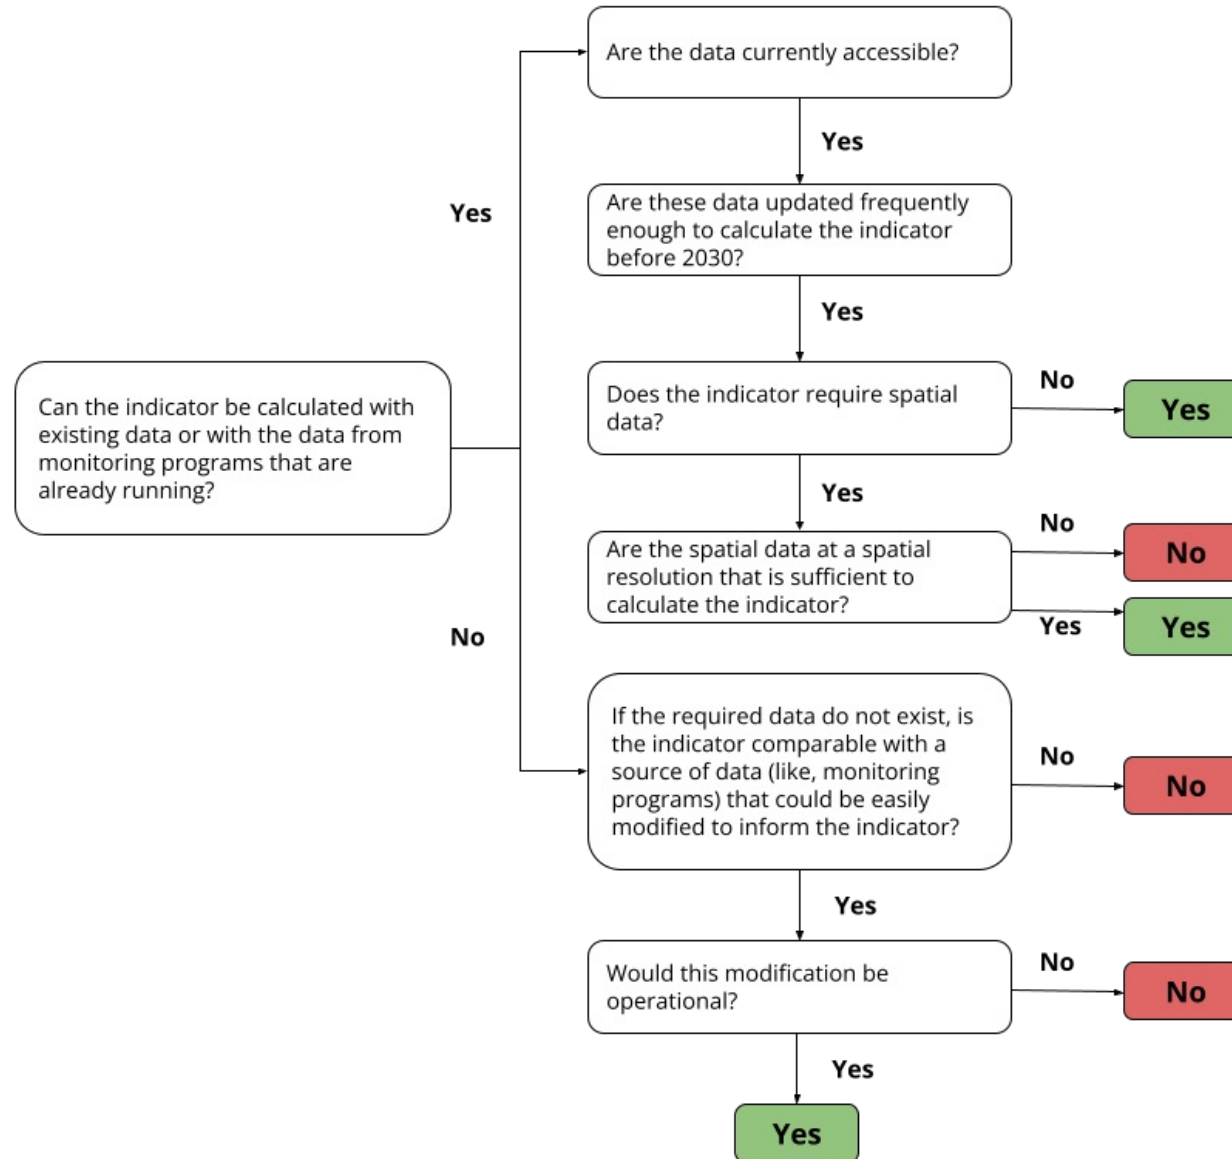 Are the data currently accessible?
Yes
Yes
Are these data updated frequently
enough to calculate the indicator
before 2030?
Yes
Can the indicator be calculated with
existing data or with the data from
monitoring programs that are
already running?
Does the indicator require spatial
data?
No
Yes
Yes
Are the spatial data at a spatial
resolution that is sufficient to
calculate the indicator?
No
No
Yes
Yes
No
If the required data do not exist, is
the indicator comparable with a
source of data (like, monitoring
programs) that could be easily
modified to inform the indicator?
No
No
Yes
Would this modification be
operational?
No
No
Yes
Yes